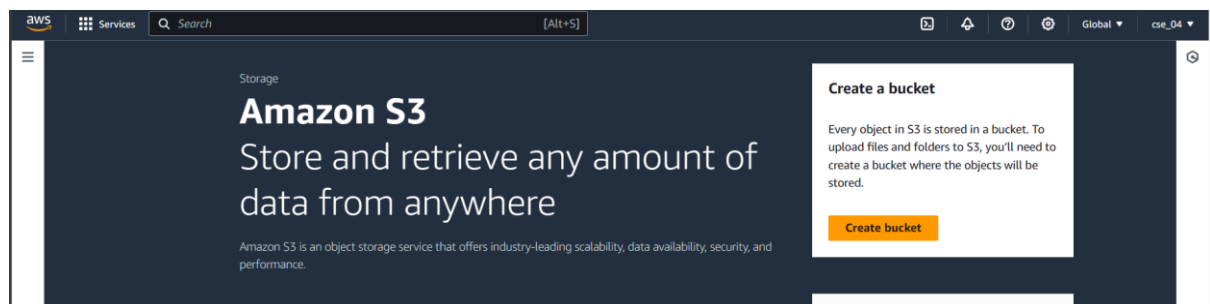 aws Services Search [Alt+S] Global cse_04
Storage
Amazon S3
Store and retrieve any amount of
data from anywhere
Amazon S3 is an object storage service that offers industry-leading scalability, data availability, security, and
performance.
Create a bucket
Every object in S3 is stored in a bucket. To
upload files and folders to S3, you'll need to
create a bucket where the objects will be
stored.
Create bucket